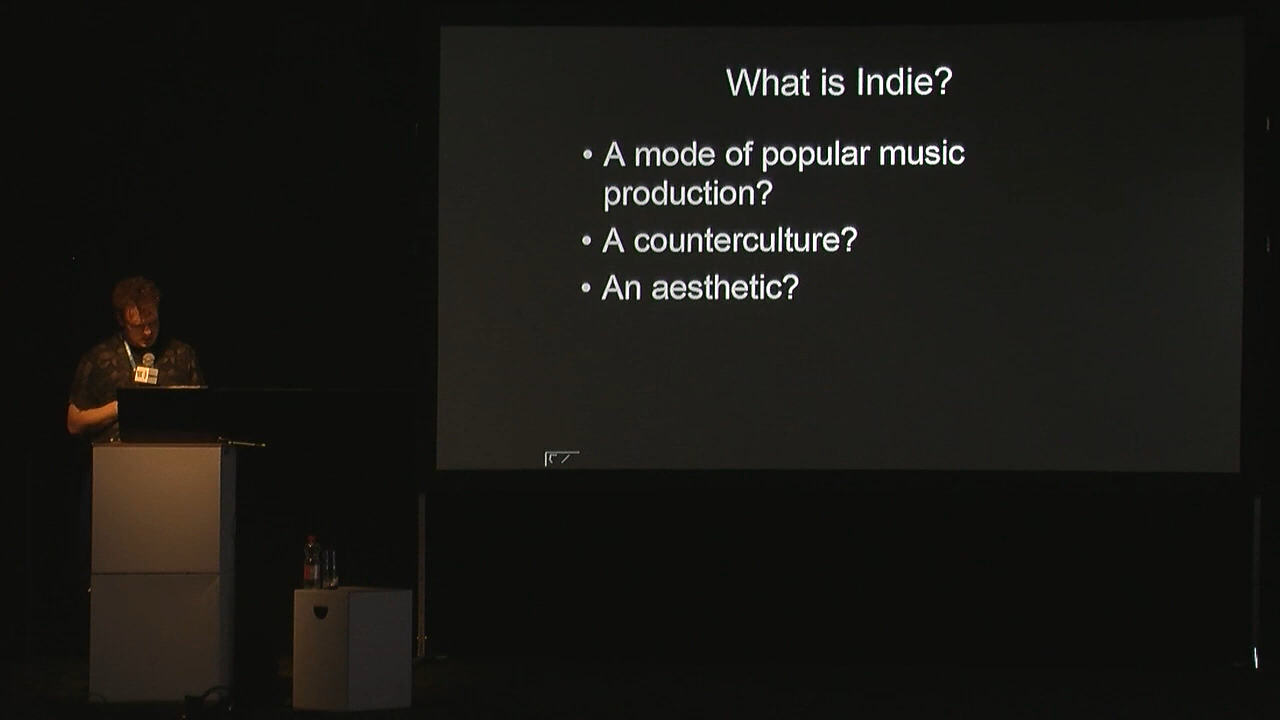 What is Indie?
• A mode of popular music
production?
• A counterculture?
• An aesthetic?